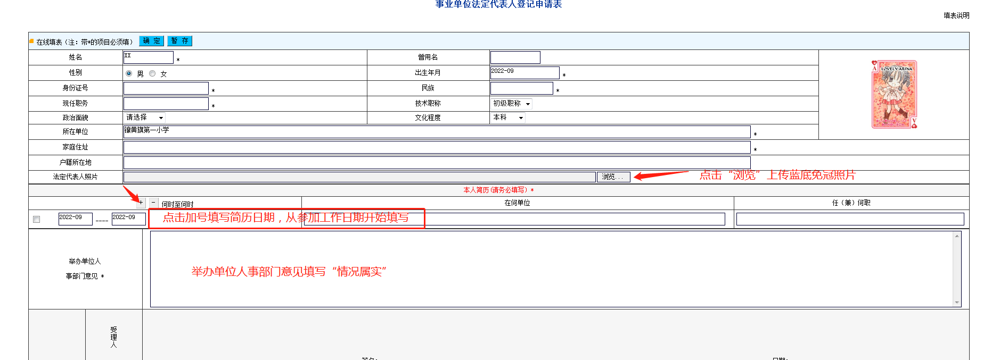 事业单位法定代表人登记申请表
填表说明
在线填表（注：带*的项目必须填） 确 定 暂 存
姓名 XX * 曾用名
性别 男 女 出生年月 2022-09 *
身份证号 * 民族 *
现任职务 * 技术职称 初级职称
政治面貌 请选择 文化程度 本科
所在单位 镶黄旗第一小学 *
家庭住址 *
户籍所在地
法定代表人照片 浏览... 点击“浏览”上传蓝底免冠照片
A LOVELY ARINA
A
本人简历(请务必填写) *
+ - 何时至何时 在何单位 任（兼）何职
2022-09 ---- 2022-09 点击加号填写简历日期，从参加工作日期开始填写
举办单位人
事部门意见 *
举办单位人事部门意见填写“情况属实”
受
理
人
签名: 日期: